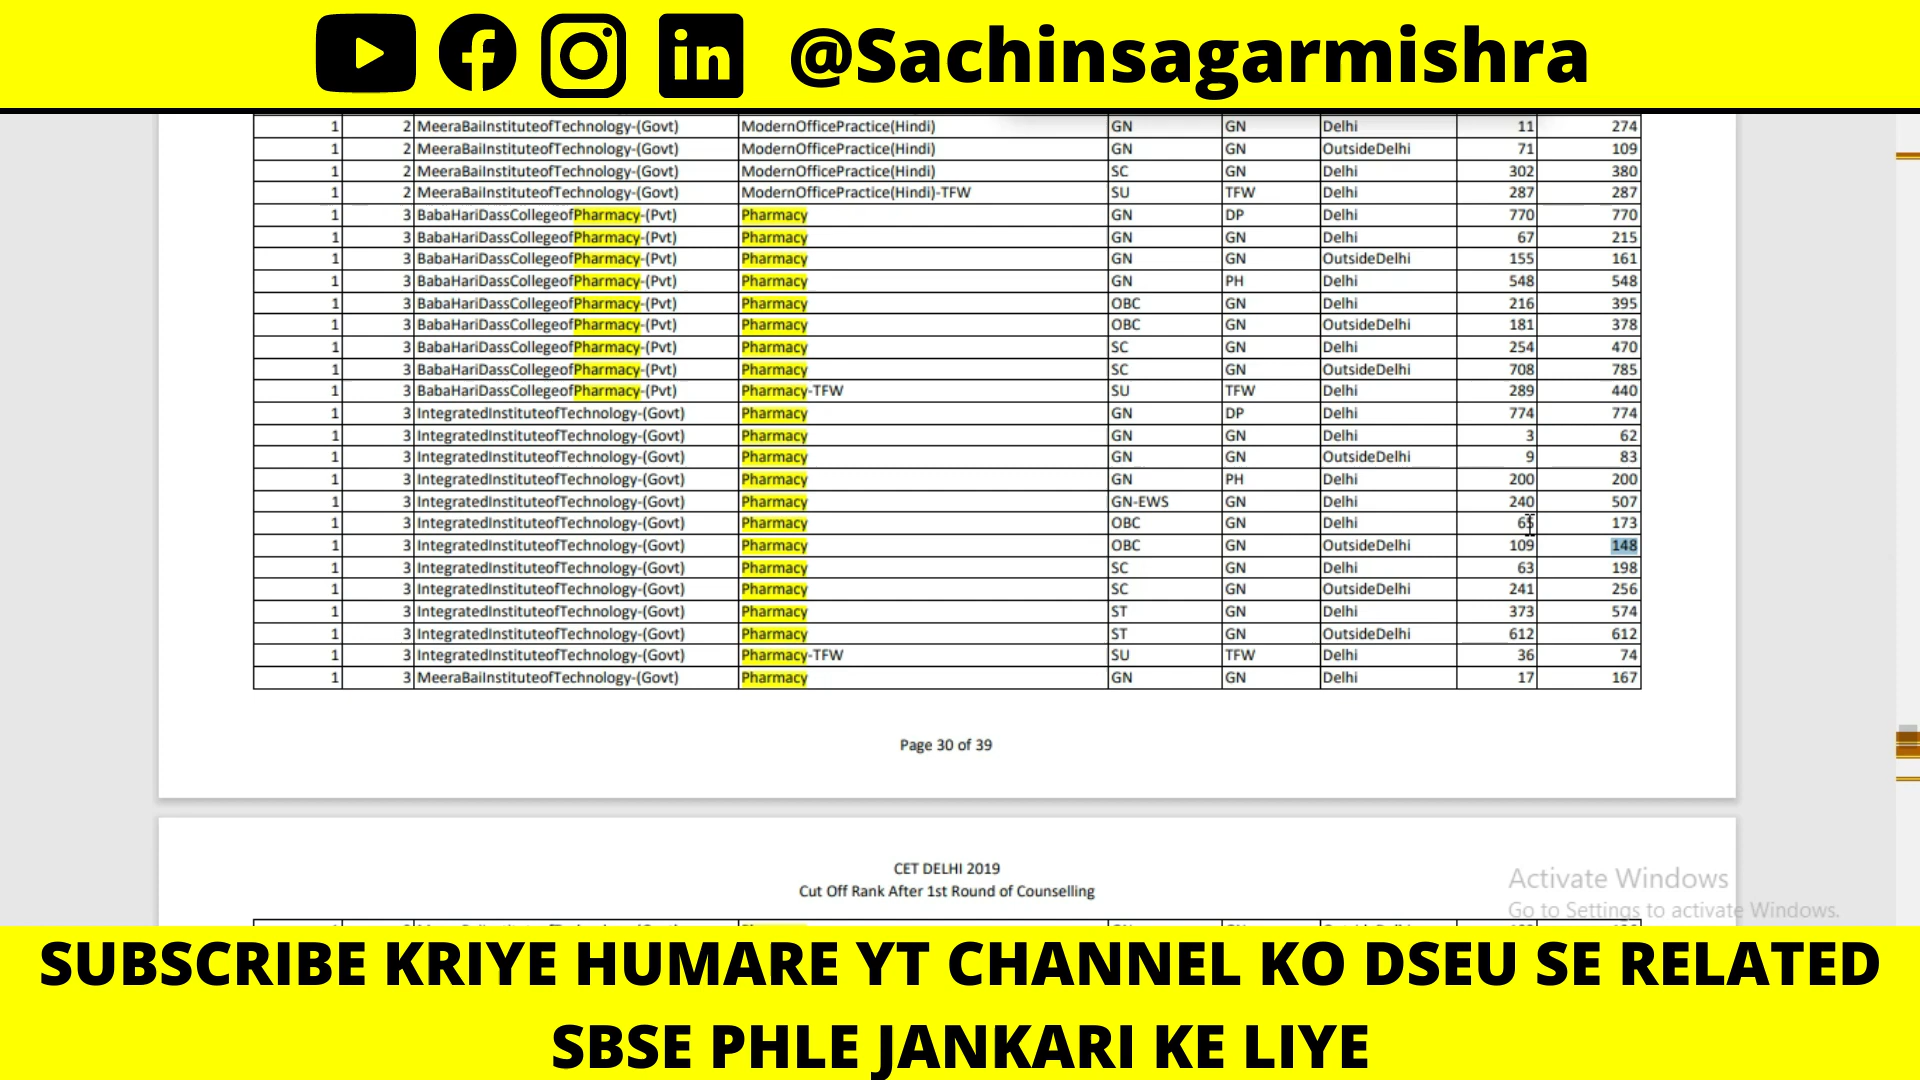 @Sachinsagarmishra
1 2 MeeraBaiInstituteofTechnology-(Govt) ModernOfficePractice(Hindi) GN GN Delhi 11 274
1 2 MeeraBaiInstituteofTechnology-(Govt) ModernOfficePractice(Hindi) GN GN OutsideDelhi 71 109
1 2 MeeraBaiInstituteofTechnology-(Govt) ModernOfficePractice(Hindi) SC GN Delhi 302 380
1 2 MeeraBaiInstituteofTechnology-(Govt) ModernOfficePractice(Hindi)-TFW SU TFW Delhi 287 287
1 3 BabaHariDassCollegeofPharmacy-(Pvt) Pharmacy GN DP Delhi 770 770
1 3 BabaHariDassCollegeofPharmacy-(Pvt) Pharmacy GN GN Delhi 67 215
1 3 BabaHariDassCollegeofPharmacy-(Pvt) Pharmacy GN GN OutsideDelhi 155 161
1 3 BabaHariDassCollegeofPharmacy-(Pvt) Pharmacy GN PH Delhi 548 548
1 3 BabaHariDassCollegeofPharmacy-(Pvt) Pharmacy OBC GN Delhi 216 395
1 3 BabaHariDassCollegeofPharmacy-(Pvt) Pharmacy OBC GN OutsideDelhi 181 378
1 3 BabaHariDassCollegeofPharmacy-(Pvt) Pharmacy SC GN Delhi 254 470
1 3 BabaHariDassCollegeofPharmacy-(Pvt) Pharmacy SC GN OutsideDelhi 708 785
1 3 BabaHariDassCollegeofPharmacy-(Pvt) Pharmacy-TFW SU TFW Delhi 289 440
1 3 IntegratedInstituteofTechnology-(Govt) Pharmacy GN DP Delhi 774 774
1 3 IntegratedInstituteofTechnology-(Govt) Pharmacy GN GN Delhi 3 62
1 3 IntegratedInstituteofTechnology-(Govt) Pharmacy GN GN OutsideDelhi 9 83
1 3 IntegratedInstituteofTechnology-(Govt) Pharmacy GN PH Delhi 200 200
1 3 IntegratedInstituteofTechnology-(Govt) Pharmacy GN-EWS GN Delhi 240 507
1 3 IntegratedInstituteofTechnology-(Govt) Pharmacy OBC GN Delhi 65 173
1 3 IntegratedInstituteofTechnology-(Govt) Pharmacy OBC GN OutsideDelhi 109 148
1 3 IntegratedInstituteofTechnology-(Govt) Pharmacy SC GN Delhi 63 198
1 3 IntegratedInstituteofTechnology-(Govt) Pharmacy SC GN OutsideDelhi 241 256
1 3 IntegratedInstituteofTechnology-(Govt) Pharmacy ST GN Delhi 373 574
1 3 IntegratedInstituteofTechnology-(Govt) Pharmacy ST GN OutsideDelhi 612 612
1 3 IntegratedInstituteofTechnology-(Govt) Pharmacy-TFW SU TFW Delhi 36 74
1 3 MeeraBaiInstituteofTechnology-(Govt) Pharmacy GN GN Delhi 17 167
Page 30 of 39
CET DELHI 2019
Cut Off Rank After 1st Round of Counselling
Activate Windows
Go to Settings to activate Windows.
SUBSCRIBE KRIYE HUMARE YT CHANNEL KO DSEU SE RELATED
SBSE PHLE JANKARI KE LIYE